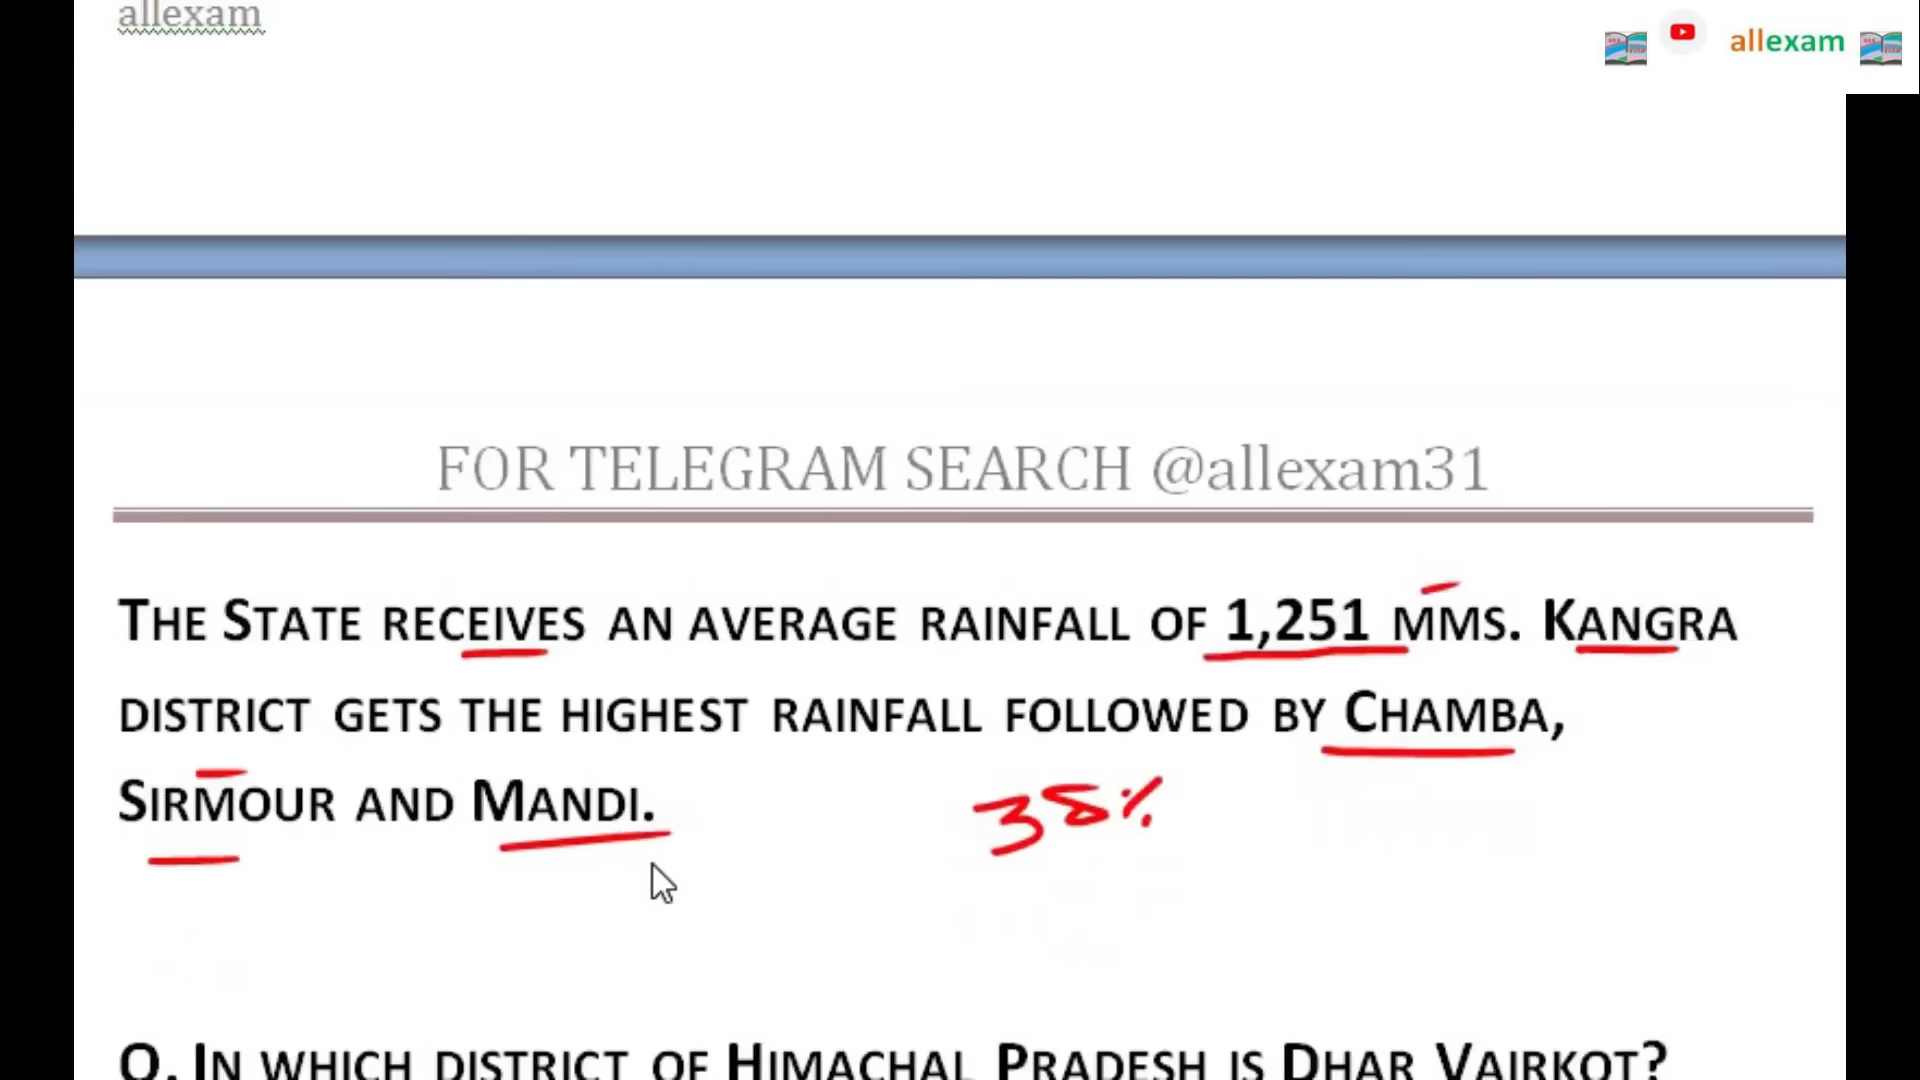 allexam
allexam
FOR TELEGRAM SEARCH @allexam31
THE STATE RECEIVES AN AVERAGE RAINFALL OF 1,251 MMS. KANGRA
DISTRICT GETS THE HIGHEST RAINFALL FOLLOWED BY CHAMBA,
SIRMOUR AND MANDI.
38%
Q. IN WHICH DISTRICT OF HIMACHAL PRADESH IS DHAR VAIRKOT?